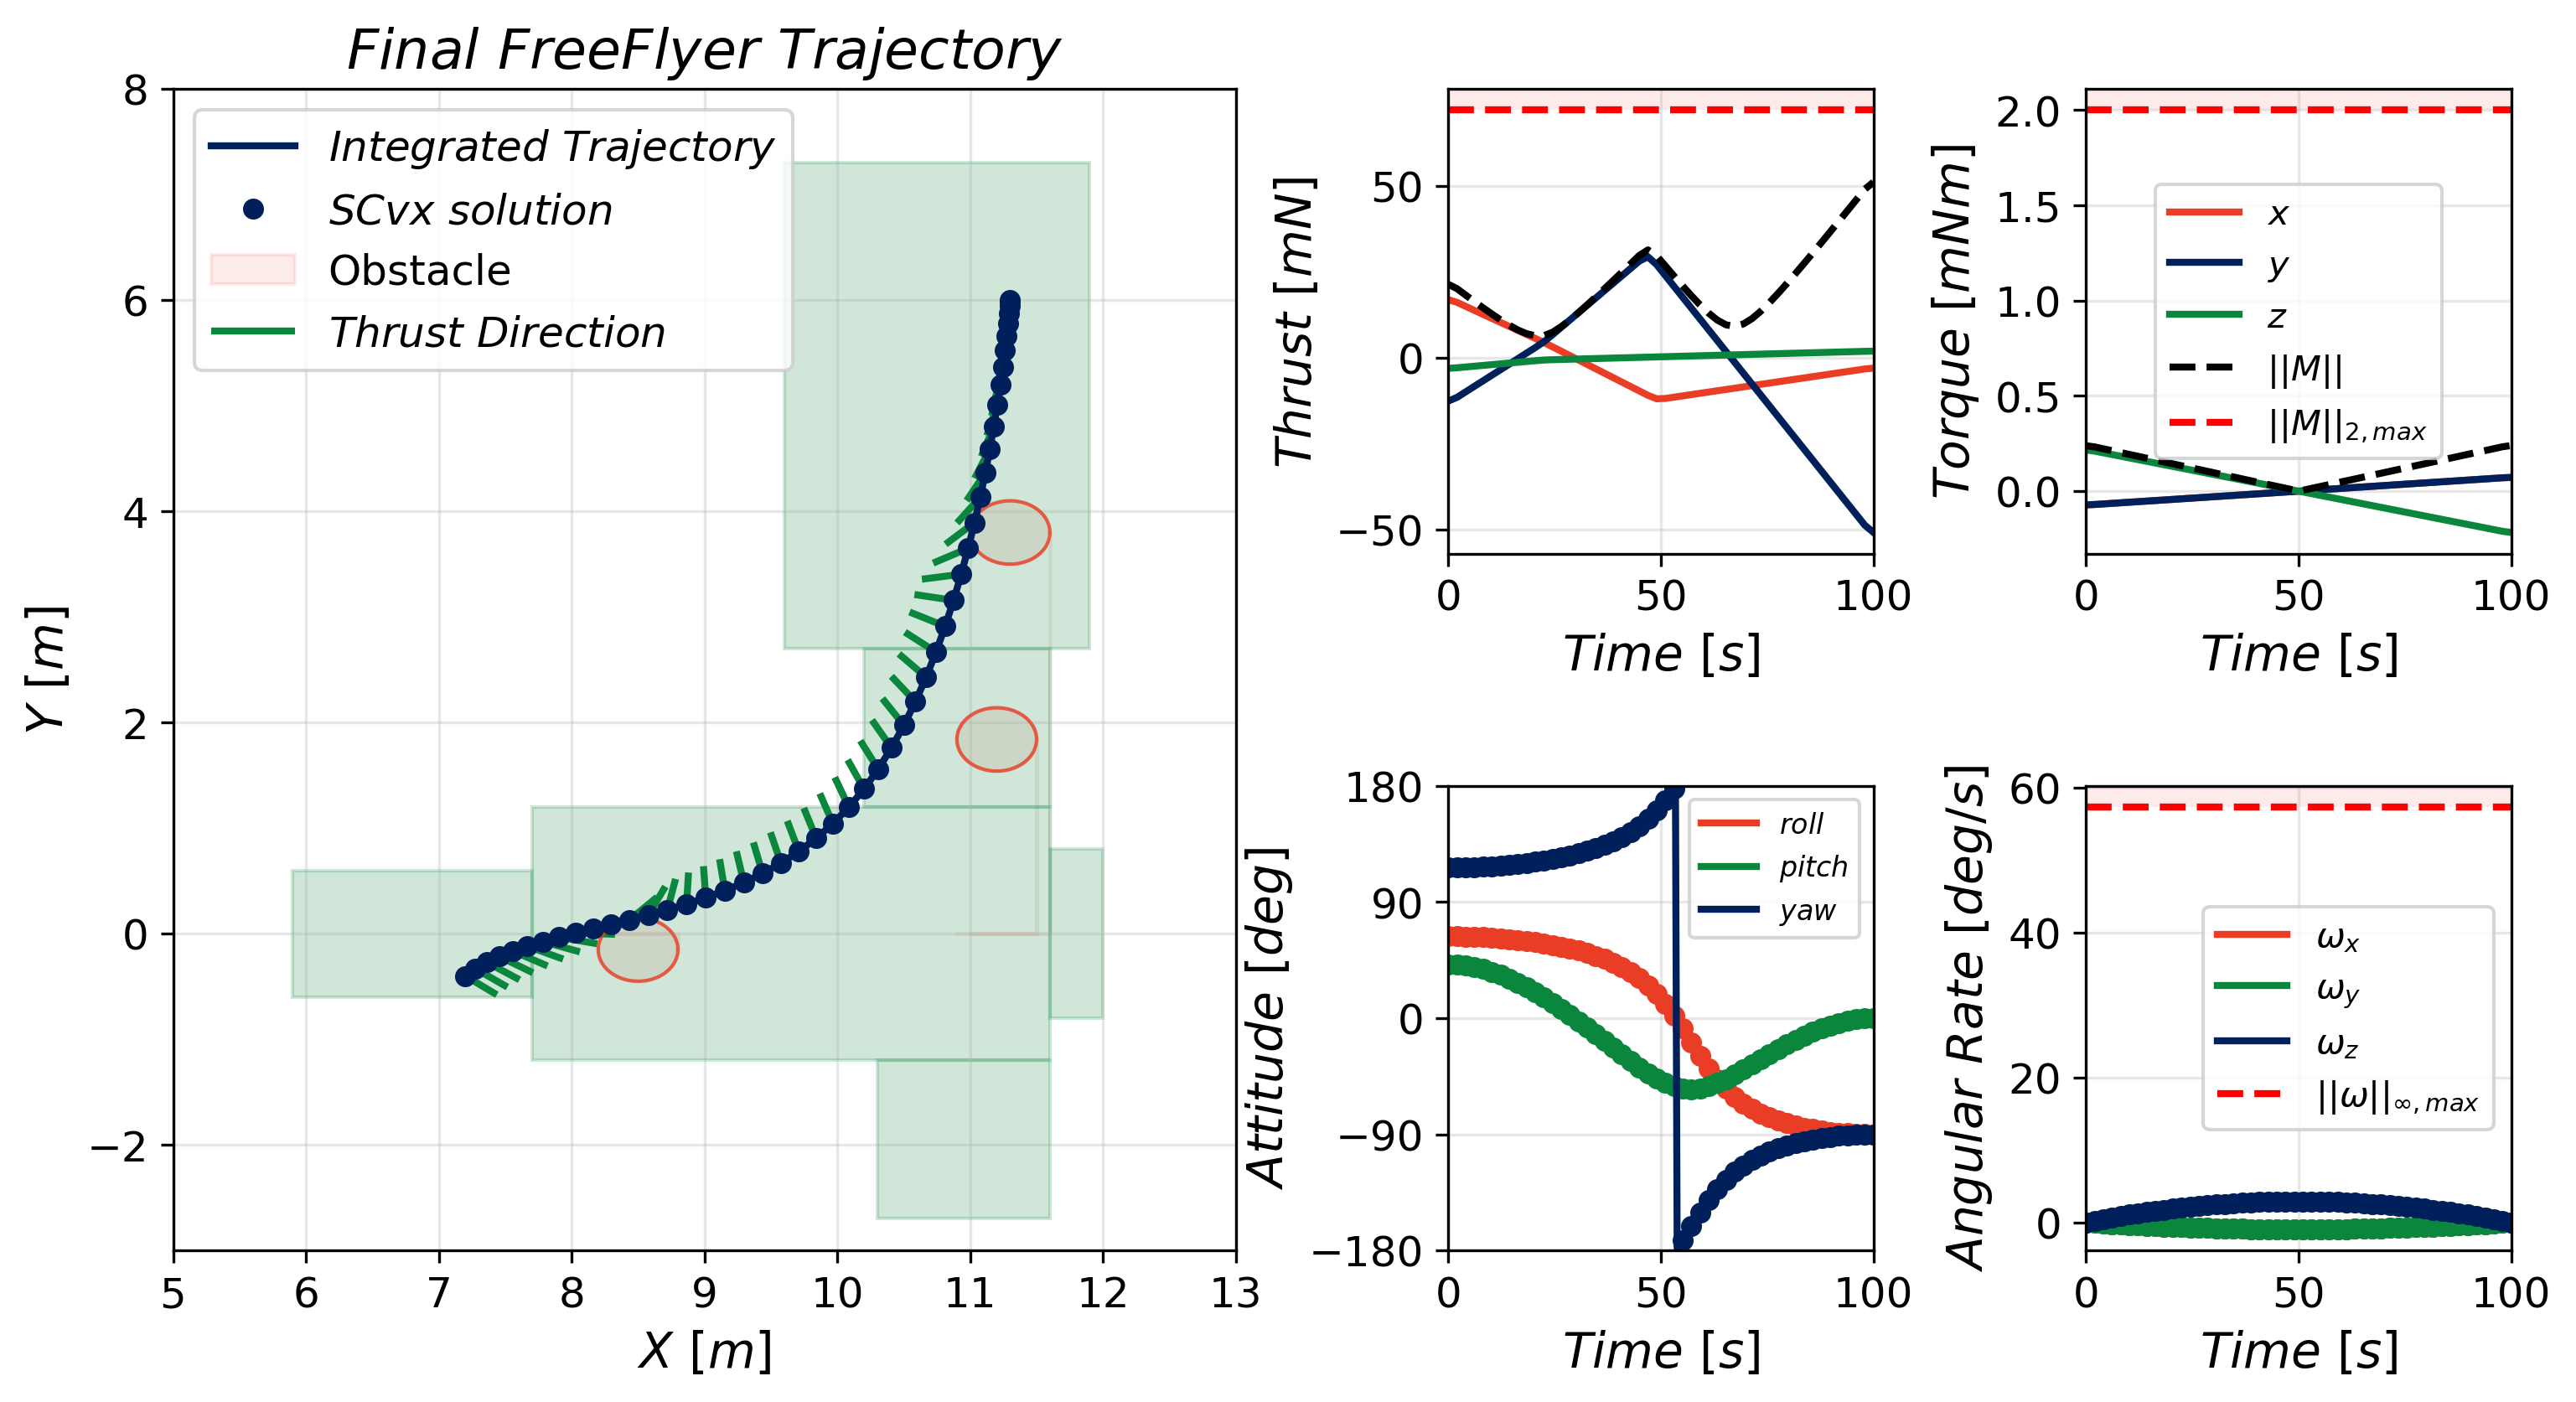 Final FreeFlyer Trajectory
Integrated Trajectory
SCvx solution
Obstacle
Thrust Direction
Y [m]
8
6
4
2
0
−2
5 6 7 8 9 10 11 12 13
X [m]
Thrust [mN]
50
0
−50
0 50 100
Time [s]
Torque [mNm]
2.0
1.5
1.0
0.5
0.0
x
y
z
||M||
||M||2,max
0 50 100
Time [s]
Attitude [deg]
180
90
0
−90
−180
roll
pitch
yaw
0 50 100
Time [s]
Angular Rate [deg/s]
60
40
20
0
ωx
ωy
ωz
||ω||∞,max
0 50 100
Time [s]